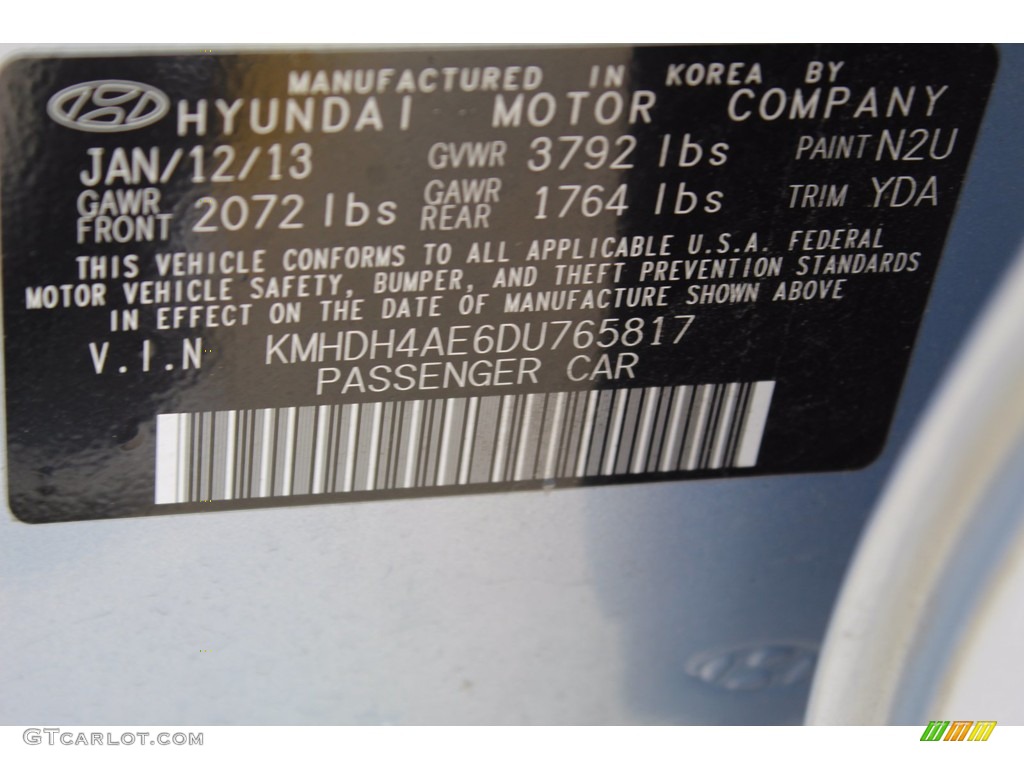 MANUFACTURED IN KOREA BY
HYUNDAI MOTOR COMPANY
JAN/12/13 GVWR 3792 lbs PAINT N2U
GAWR FRONT 2072 lbs GAWR REAR 1764 lbs TRIM YDA
THIS VEHICLE CONFORMS TO ALL APPLICABLE U.S.A. FEDERAL
MOTOR VEHICLE SAFETY, BUMPER, AND THEFT PREVENTION STANDARDS
IN EFFECT ON THE DATE OF MANUFACTURE SHOWN ABOVE
V.I.N KMHDH4AE6DU765817
PASSENGER CAR
GTCARLOT.COM